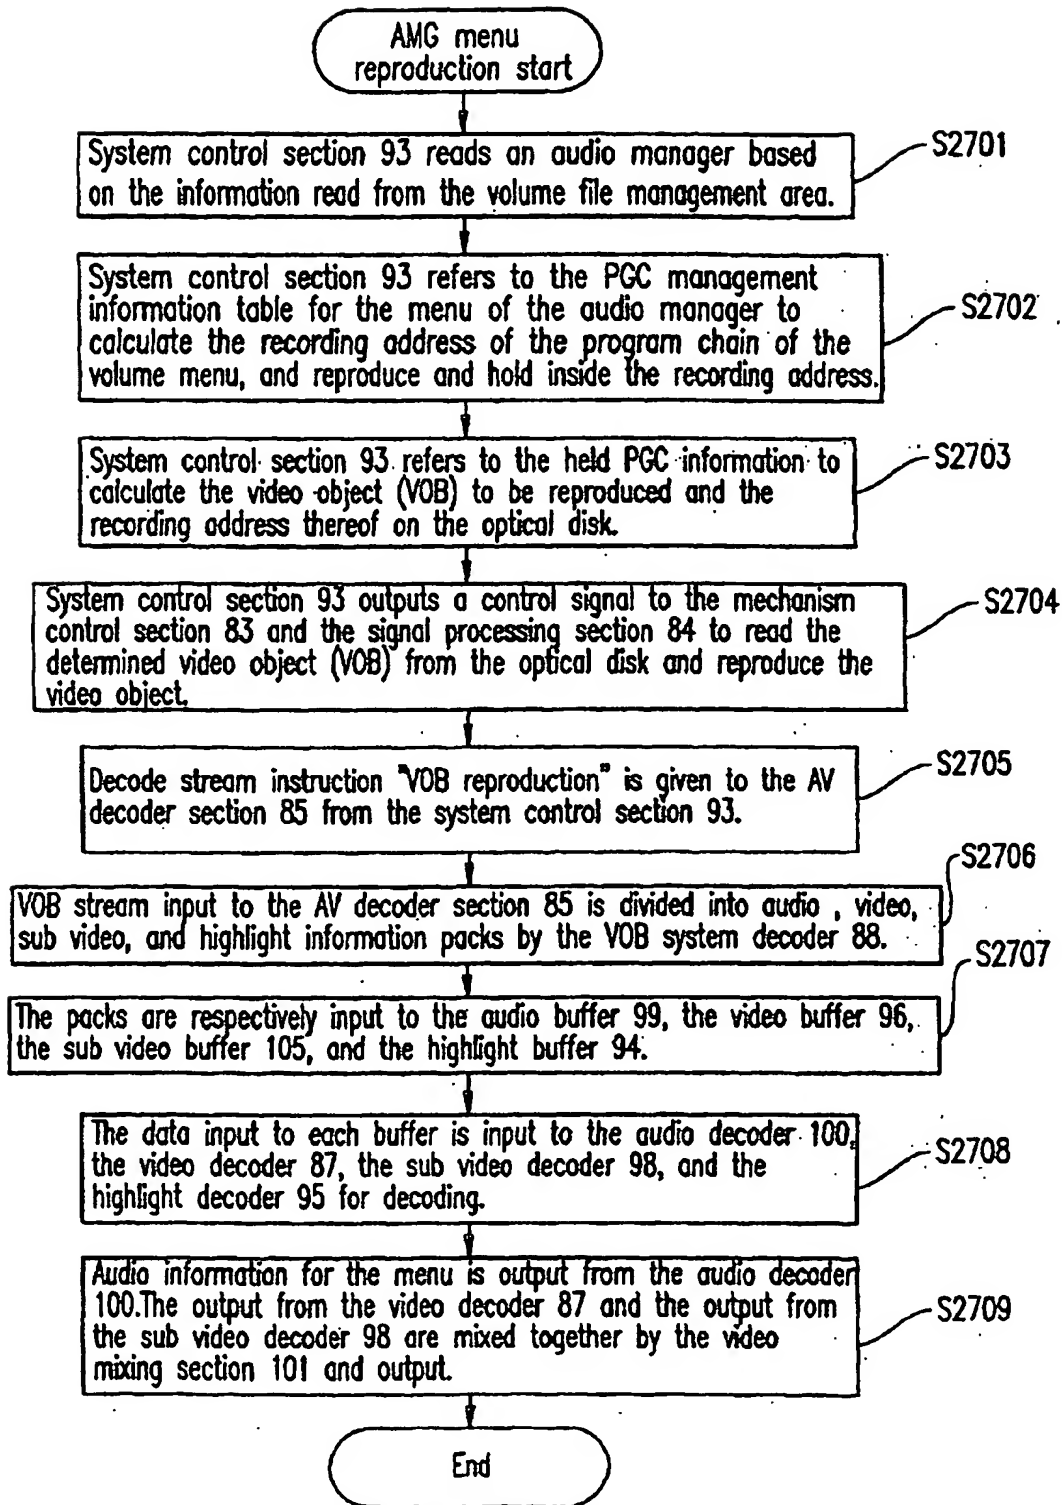 AMG menu
reproduction start
System control section 93 reads an audio manager based
on the information read from the volume file management area.
S2701
System control section 93 refers to the PGC management
information table for the menu of the audio manager to
calculate the recording address of the program chain of the
volume menu, and reproduce and hold inside the recording address.
S2702
System control section 93 refers to the held PGC information to
calculate the video object (VOB) to be reproduced and the
recording address thereof on the optical disk.
S2703
System control section 93 outputs a control signal to the mechanism
control section 83 and the signal processing section 84 to read the
determined video object (VOB) from the optical disk and reproduce the
video object.
S2704
Decode stream instruction "VOB reproduction" is given to the AV
decoder section 85 from the system control section 93.
S2705
VOB stream input to the AV decoder section 85 is divided into audio , video,
sub video, and highlight information packs by the VOB system decoder 88.
S2706
The packs are respectively input to the audio buffer 99, the video buffer 96,
the sub video buffer 105, and the highlight buffer 94.
S2707
The data input to each buffer is input to the audio decoder 100,
the video decoder 87, the sub video decoder 98, and the
highlight decoder 95 for decoding.
S2708
Audio information for the menu is output from the audio decoder
100.The output from the video decoder 87 and the output from
the sub video decoder 98 are mixed together by the video
mixing section 101 and output.
S2709
End